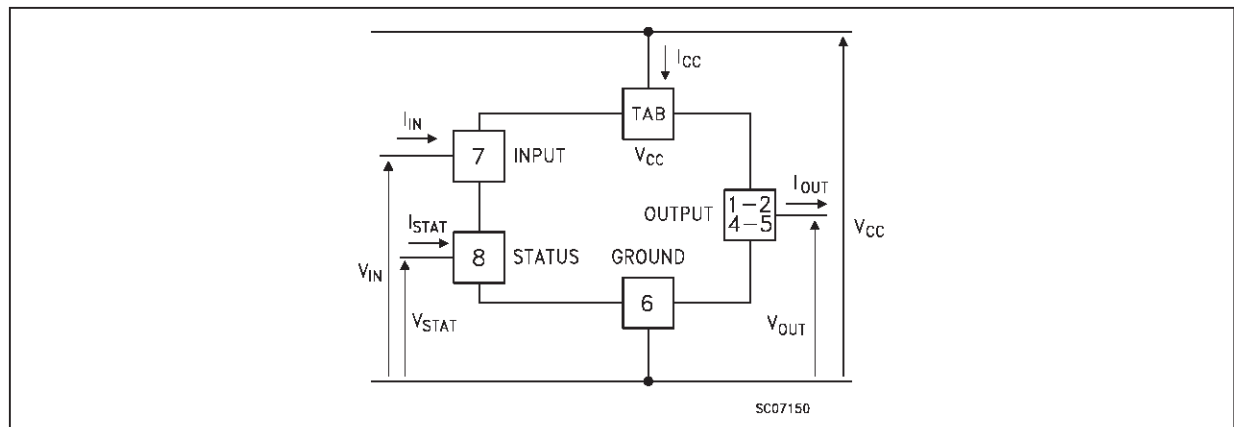 I_CC
TAB
V_CC
I_IN
7
INPUT
I_OUT
1-2
4-5
OUTPUT
V_CC
I_STAT
8
STATUS
GROUND
6
V_IN
V_STAT
V_OUT
SC07150